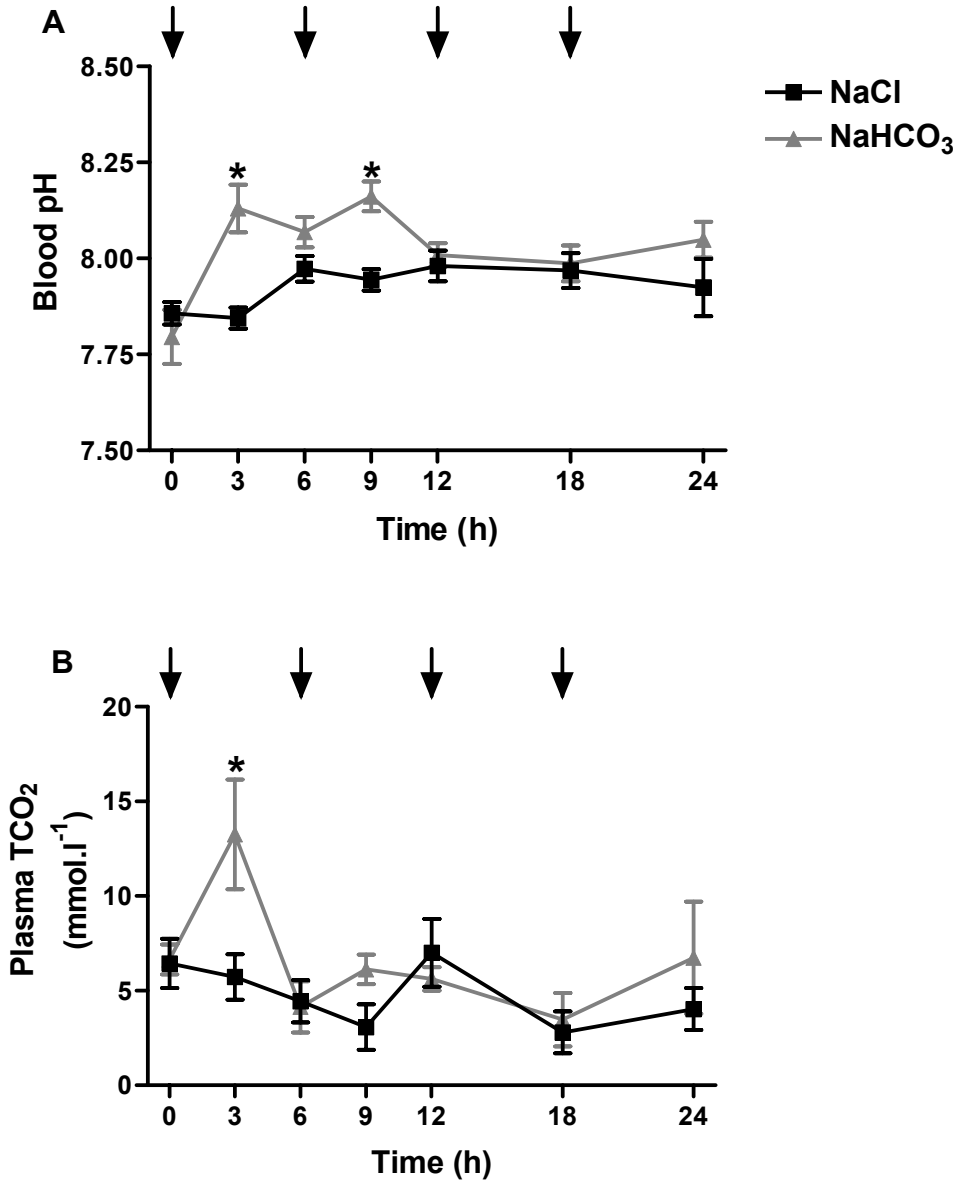 A
8.50
8.25
8.00
7.75
7.50
Blood pH
* *
0 3 6 9 12 18 24
Time (h)
NaCl
NaHCO₃
B
20
15
10
5
0
Plasma TCO₂
(mmol.l⁻¹)
*
0 3 6 9 12 18 24
Time (h)